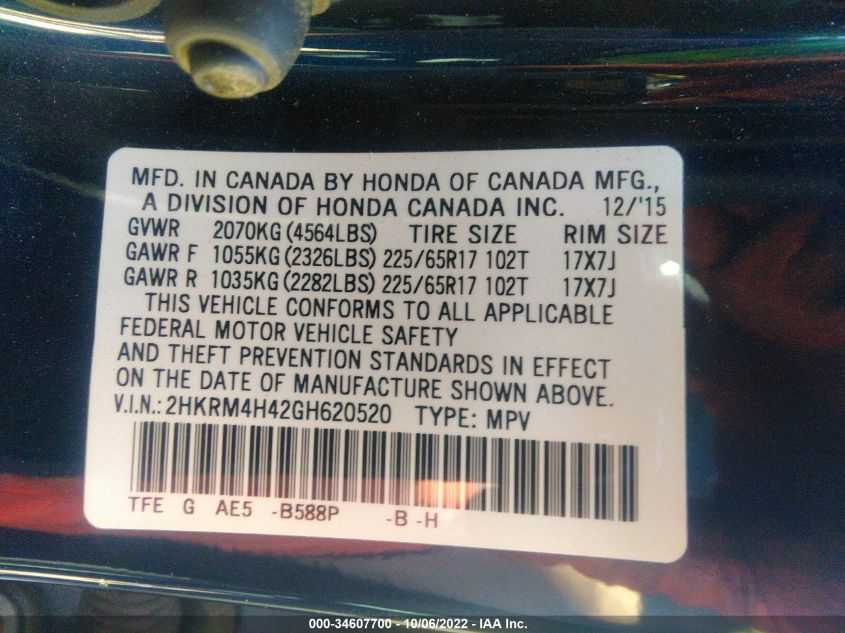 MFD. IN CANADA BY HONDA OF CANADA MFG.,
A DIVISION OF HONDA CANADA INC. 12/'15
GVWR 2070KG (4564LBS) TIRE SIZE RIM SIZE
GAWR F 1055KG (2326LBS) 225/65R17 102T 17X7J
GAWR R 1035KG (2282LBS) 225/65R17 102T 17X7J
THIS VEHICLE CONFORMS TO ALL APPLICABLE
FEDERAL MOTOR VEHICLE SAFETY
AND THEFT PREVENTION STANDARDS IN EFFECT
ON THE DATE OF MANUFACTURE SHOWN ABOVE.
V.I.N.: 2HKRM4H42GH620520 TYPE: MPV
TFE G AE5 -B588P -B -H
000-34607700 - 10/06/2022 - IAA Inc.